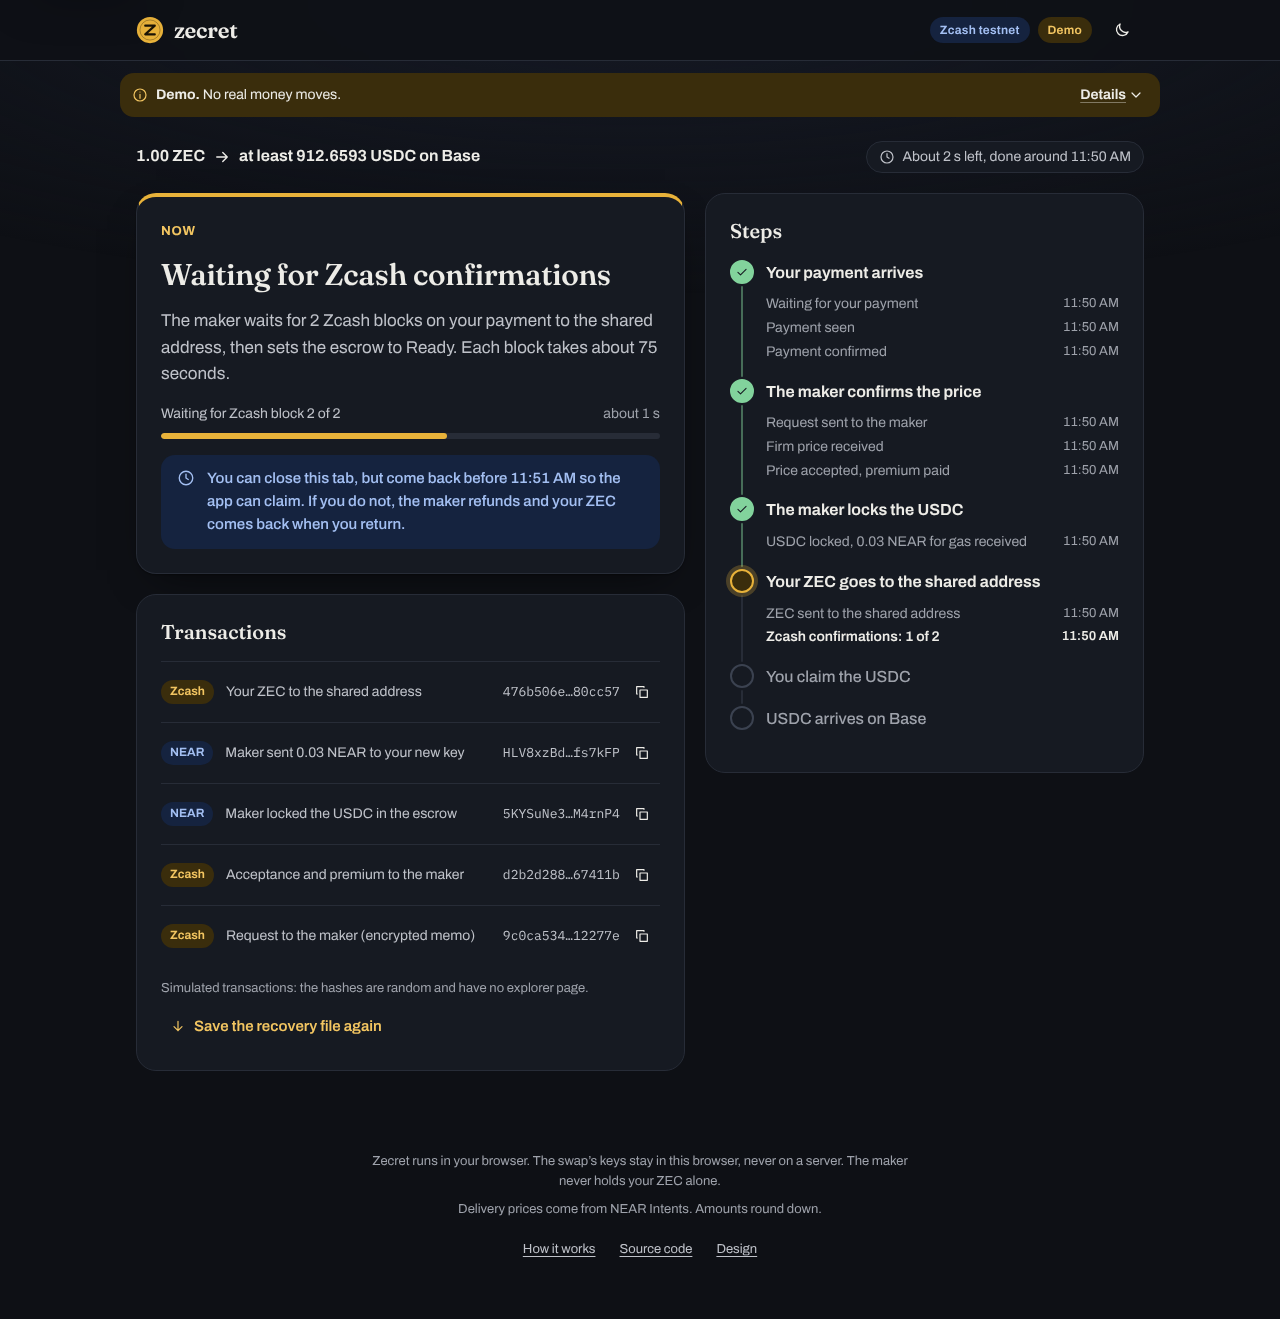 zecret
Zcash testnet
Demo
Demo. No real money moves.
Details
1.00 ZEC → at least 912.6593 USDC on Base
About 2 s left, done around 11:50 AM
NOW
Waiting for Zcash confirmations
The maker waits for 2 Zcash blocks on your payment to the shared
address, then sets the escrow to Ready. Each block takes about 75
seconds.
Waiting for Zcash block 2 of 2
about 1 s
You can close this tab, but come back before 11:51 AM so the
app can claim. If you do not, the maker refunds and your ZEC
comes back when you return.
Transactions
Zcash Your ZEC to the shared address 476b506e…80cc57
NEAR Maker sent 0.03 NEAR to your new key HLV8xzBd…fs7kFP
NEAR Maker locked the USDC in the escrow 5KYSuNe3…M4rnP4
Zcash Acceptance and premium to the maker d2b2d288…67411b
Zcash Request to the maker (encrypted memo) 9c0ca534…12277e
Simulated transactions: the hashes are random and have no explorer page.
Save the recovery file again
Steps
Your payment arrives
Waiting for your payment 11:50 AM
Payment seen 11:50 AM
Payment confirmed 11:50 AM
The maker confirms the price
Request sent to the maker 11:50 AM
Firm price received 11:50 AM
Price accepted, premium paid 11:50 AM
The maker locks the USDC
USDC locked, 0.03 NEAR for gas received 11:50 AM
Your ZEC goes to the shared address
ZEC sent to the shared address 11:50 AM
Zcash confirmations: 1 of 2 11:50 AM
You claim the USDC
USDC arrives on Base
Zecret runs in your browser. The swap's keys stay in this browser, never on a server. The maker
never holds your ZEC alone.
Delivery prices come from NEAR Intents. Amounts round down.
How it works Source code Design